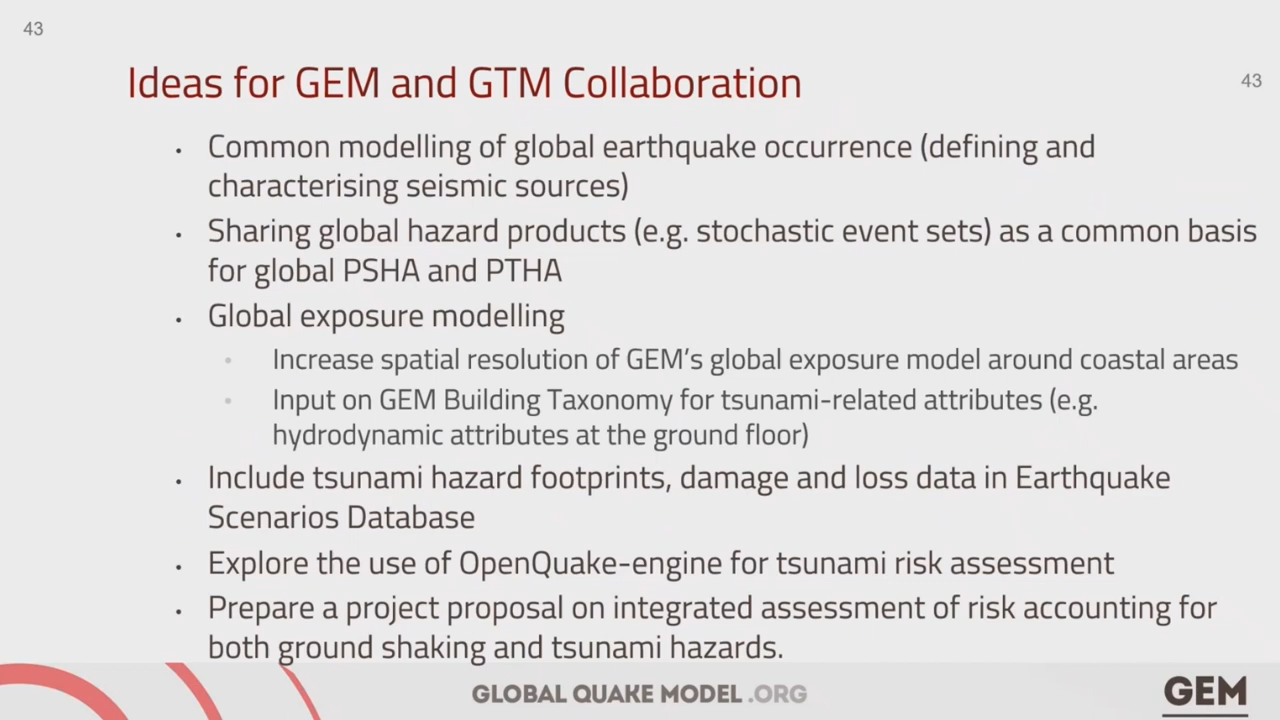 43
Ideas for GEM and GTM Collaboration
43
• Common modelling of global earthquake occurrence (defining and
characterising seismic sources)
• Sharing global hazard products (e.g. stochastic event sets) as a common basis
for global PSHA and PTHA
• Global exposure modelling
• Increase spatial resolution of GEM's global exposure model around coastal areas
• Input on GEM Building Taxonomy for tsunami-related attributes (e.g.
hydrodynamic attributes at the ground floor)
• Include tsunami hazard footprints, damage and loss data in Earthquake
Scenarios Database
• Explore the use of OpenQuake-engine for tsunami risk assessment
• Prepare a project proposal on integrated assessment of risk accounting for
both ground shaking and tsunami hazards.
GLOBAL QUAKE MODEL .ORG
GEM